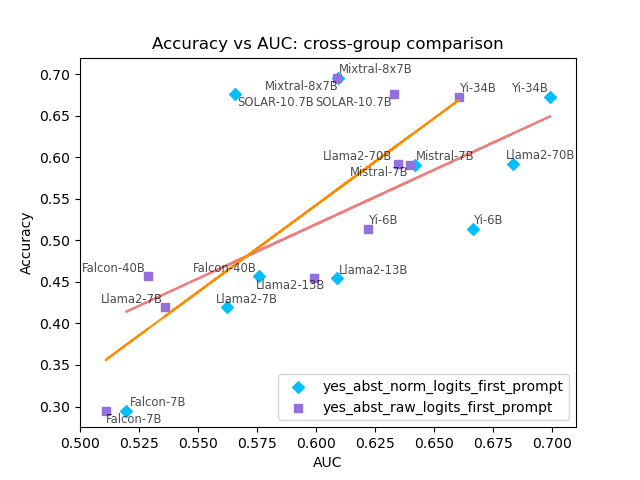 Accuracy vs AUC: cross-group comparison
0.70
0.65
0.60
0.55
0.50
0.45
0.40
0.35
0.30
Accuracy
Mixtral-8x7B
Mixtral-8x7B
Yi-34B
Yi-34B
SOLAR-10.7B
SOLAR-10.7B
Llama2-70B
Mistral-7B
Llama2-70B
Mistral-7B
Yi-6B
Yi-6B
Falcon-40B
Falcon-40B
Llama2-13B
Llama2-13B
Llama2-7B
Llama2-7B
Falcon-7B
Falcon-7B
yes_abst_norm_logits_first_prompt
yes_abst_raw_logits_first_prompt
0.500 0.525 0.550 0.575 0.600 0.625 0.650 0.675 0.700
AUC